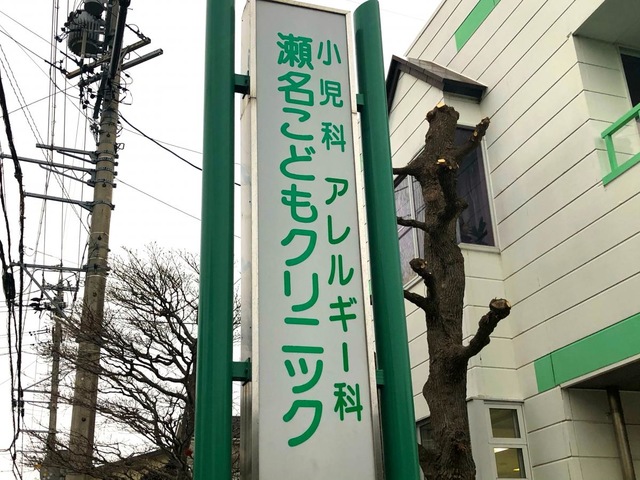 小児科 アレルギー科
瀬名こどもクリニック